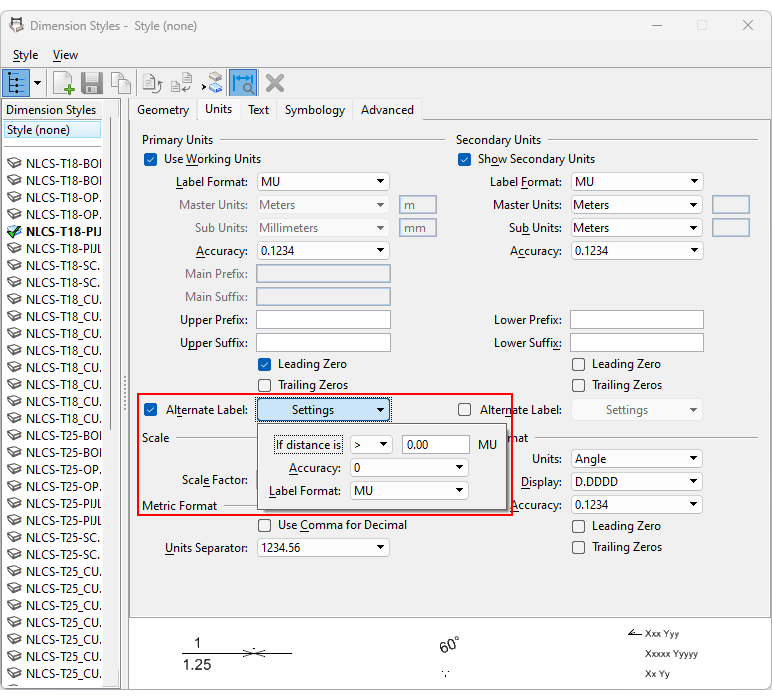 Dimension Styles - Style (none)
Style View
Dimension Styles
Style (none)
NLCS-T18-BOI
NLCS-T18-BOI
NLCS-T18-OP.
NLCS-T18-OP.
NLCS-T18-PIJ
NLCS-T18-PIJL
NLCS-T18-SC.
NLCS-T18-SC.
NLCS-T18_CU.
NLCS-T18_CU.
NLCS-T18_CU.
NLCS-T18_CU.
NLCS-T18_CU.
NLCS-T18_CU.
NLCS-T18_CU.
NLCS-T18_CU.
NLCS-T25-BOI
NLCS-T25-BOI
NLCS-T25-OP.
NLCS-T25-OP.
NLCS-T25-PIJL
NLCS-T25-PIJL
NLCS-T25-SC.
NLCS-T25-SC.
NLCS-T25_CU.
NLCS-T25_CU.
NLCS-T25_CU.
NLCS-T25_CU.
NLCS-T25_CU.
NLCS-T25_CU.
NLCS-T25_CU.
Geometry Units Text Symbology Advanced
Primary Units
Use Working Units
Label Format: MU
Master Units: Meters m
Sub Units: Millimeters mm
Accuracy: 0.1234
Main Prefix:
Main Suffix:
Upper Prefix:
Upper Suffix:
Leading Zero
Trailing Zeros
Alternate Label: Settings
If distance is > 0.00 MU
Accuracy: 0
Label Format: MU
Scale
Scale Factor:
Metric Format
Use Comma for Decimal
Units Separator: 1234.56
Secondary Units
Show Secondary Units
Label Format: MU
Master Units: Meters
Sub Units: Meters
Accuracy: 0.1234
Lower Prefix:
Lower Suffix:
Leading Zero
Trailing Zeros
Alternate Label: Settings
mat
Units: Angle
Display: D.DDDD
Accuracy: 0.1234
Leading Zero
Trailing Zeros
1
1.25
60°
Xxx Yyy
Xxxxx Yyyyy
Xx Yy